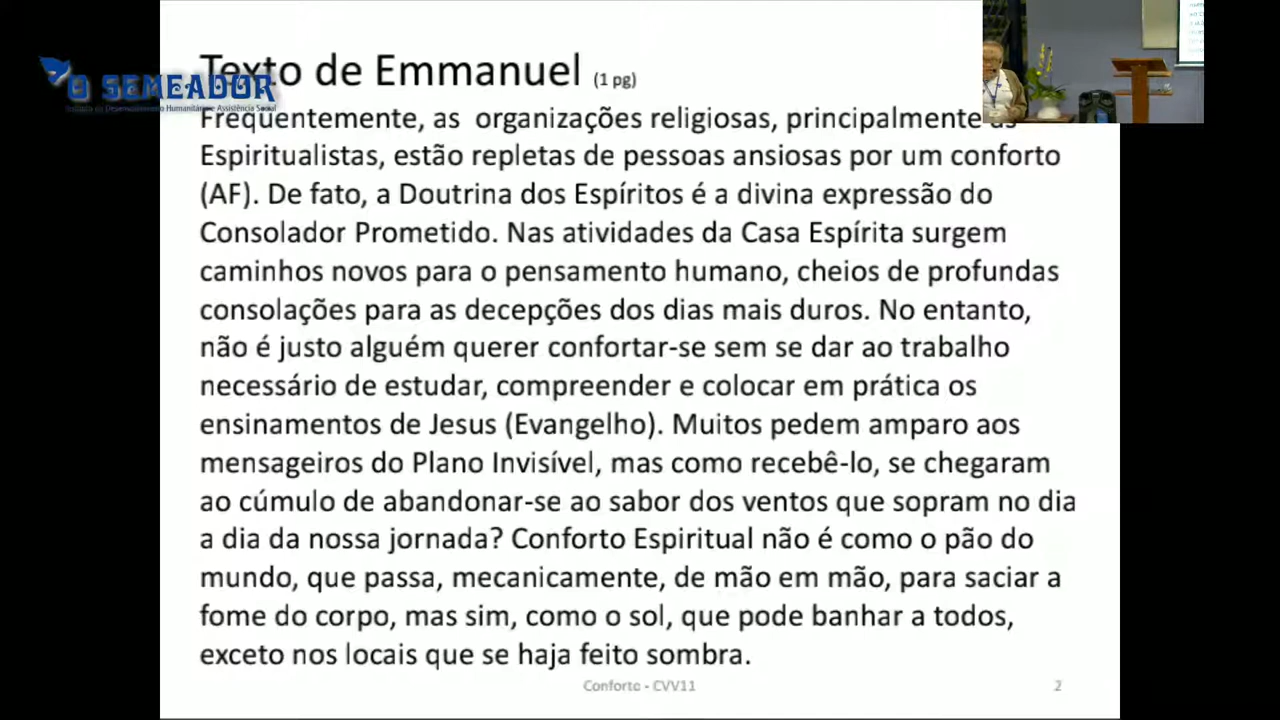 Texto de Emmanuel (1 pg)
O SEMEADOR
Instituto de Desenvolvimento Humanitário e Assistência Social
Frequentemente, as organizações religiosas, principalmente as
Espiritualistas, estão repletas de pessoas ansiosas por um conforto
(AF). De fato, a Doutrina dos Espíritos é a divina expressão do
Consolador Prometido. Nas atividades da Casa Espírita surgem
caminhos novos para o pensamento humano, cheios de profundas
consolações para as decepções dos dias mais duros. No entanto,
não é justo alguém querer confortar-se sem se dar ao trabalho
necessário de estudar, compreender e colocar em prática os
ensinamentos de Jesus (Evangelho). Muitos pedem amparo aos
mensageiros do Plano Invisível, mas como recebê-lo, se chegaram
ao cúmulo de abandonar-se ao sabor dos ventos que sopram no dia
a dia da nossa jornada? Conforto Espiritual não é como o pão do
mundo, que passa, mecanicamente, de mão em mão, para saciar a
fome do corpo, mas sim, como o sol, que pode banhar a todos,
exceto nos locais que se haja feito sombra.
Conforto - CVV11
2